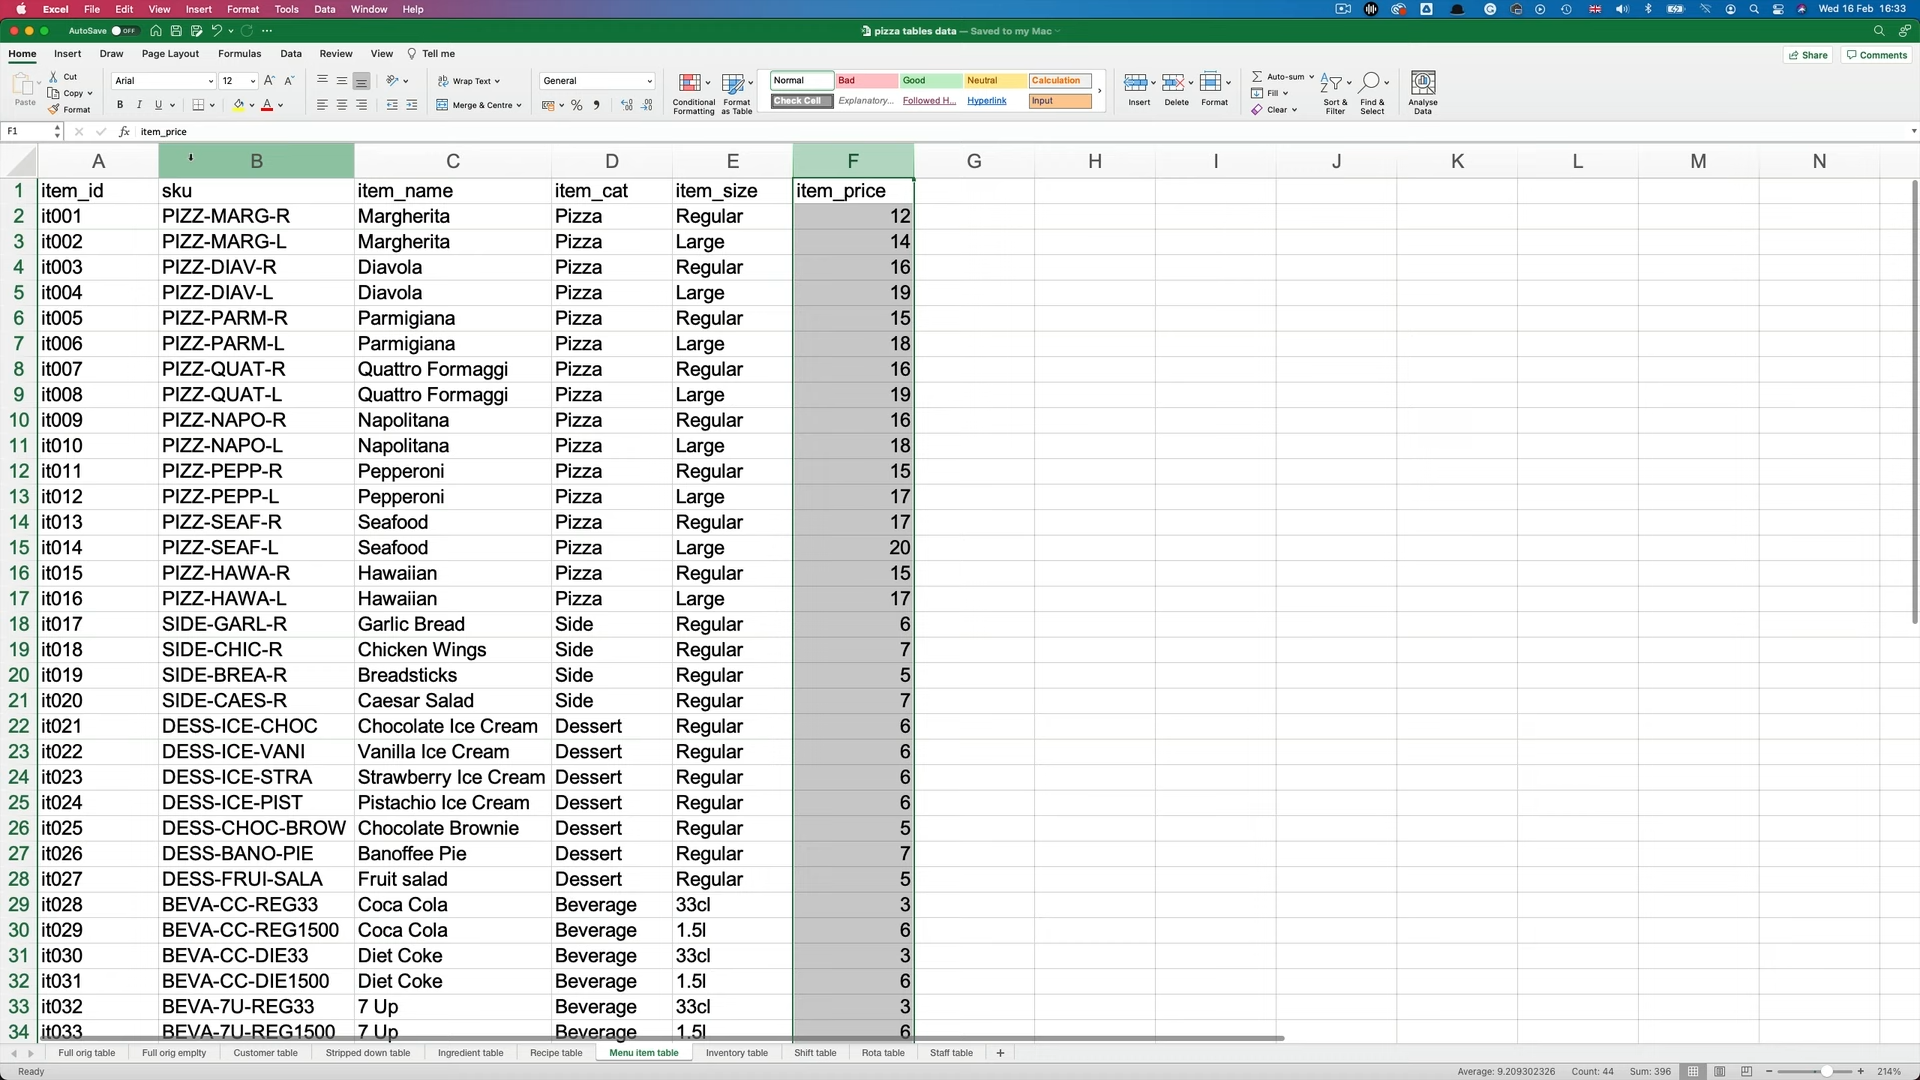 Excel File Edit View Insert Format Tools Data Window Help Wed 16 Feb 16:33
AutoSave OFF pizza tables data — Saved to my Mac
Home Insert Draw Page Layout Formulas Data Review View Tell me Share Comments
Paste Cut Copy Format
Arial 12 B I U
Wrap Text Merge & Centre
General
Conditional Formatting Format as Table
Normal Bad Good Neutral Calculation
Check Cell Explanatory... Followed H... Hyperlink Input
Insert Delete Format
Auto-sum Fill Clear
Sort & Filter Find & Select Analyse Data
F1 fx item_price
A B C D E F G H I J K L M N
1 item_id sku item_name item_cat item_size item_price
2 it001 PIZZ-MARG-R Margherita Pizza Regular 12
3 it002 PIZZ-MARG-L Margherita Pizza Large 14
4 it003 PIZZ-DIAV-R Diavola Pizza Regular 16
5 it004 PIZZ-DIAV-L Diavola Pizza Large 19
6 it005 PIZZ-PARM-R Parmigiana Pizza Regular 15
7 it006 PIZZ-PARM-L Parmigiana Pizza Large 18
8 it007 PIZZ-QUAT-R Quattro Formaggi Pizza Regular 16
9 it008 PIZZ-QUAT-L Quattro Formaggi Pizza Large 19
10 it009 PIZZ-NAPO-R Napolitana Pizza Regular 16
11 it010 PIZZ-NAPO-L Napolitana Pizza Large 18
12 it011 PIZZ-PEPP-R Pepperoni Pizza Regular 15
13 it012 PIZZ-PEPP-L Pepperoni Pizza Large 17
14 it013 PIZZ-SEAF-R Seafood Pizza Regular 17
15 it014 PIZZ-SEAF-L Seafood Pizza Large 20
16 it015 PIZZ-HAWA-R Hawaiian Pizza Regular 15
17 it016 PIZZ-HAWA-L Hawaiian Pizza Large 17
18 it017 SIDE-GARL-R Garlic Bread Side Regular 6
19 it018 SIDE-CHIC-R Chicken Wings Side Regular 7
20 it019 SIDE-BREA-R Breadsticks Side Regular 5
21 it020 SIDE-CAES-R Caesar Salad Side Regular 7
22 it021 DESS-ICE-CHOC Chocolate Ice Cream Dessert Regular 6
23 it022 DESS-ICE-VANI Vanilla Ice Cream Dessert Regular 6
24 it023 DESS-ICE-STRA Strawberry Ice Cream Dessert Regular 6
25 it024 DESS-ICE-PIST Pistachio Ice Cream Dessert Regular 6
26 it025 DESS-CHOC-BROW Chocolate Brownie Dessert Regular 5
27 it026 DESS-BANO-PIE Banoffee Pie Dessert Regular 7
28 it027 DESS-FRUI-SALA Fruit salad Dessert Regular 5
29 it028 BEVA-CC-REG33 Coca Cola Beverage 33cl 3
30 it029 BEVA-CC-REG1500 Coca Cola Beverage 1.5l 6
31 it030 BEVA-CC-DIE33 Diet Coke Beverage 33cl 3
32 it031 BEVA-CC-DIE1500 Diet Coke Beverage 1.5l 6
33 it032 BEVA-7U-REG33 7 Up Beverage 33cl 3
34 it033 BEVA-7U-REG1500 7 Up Beverage 1.5l 6
Full orig table Full orig emplty Customer table Stripped down table Ingredient table Recipe table Menu item table Inventory table Shift table Rota table Staff table +
Ready Average: 9.209302326 Count: 44 Sum: 396 214%